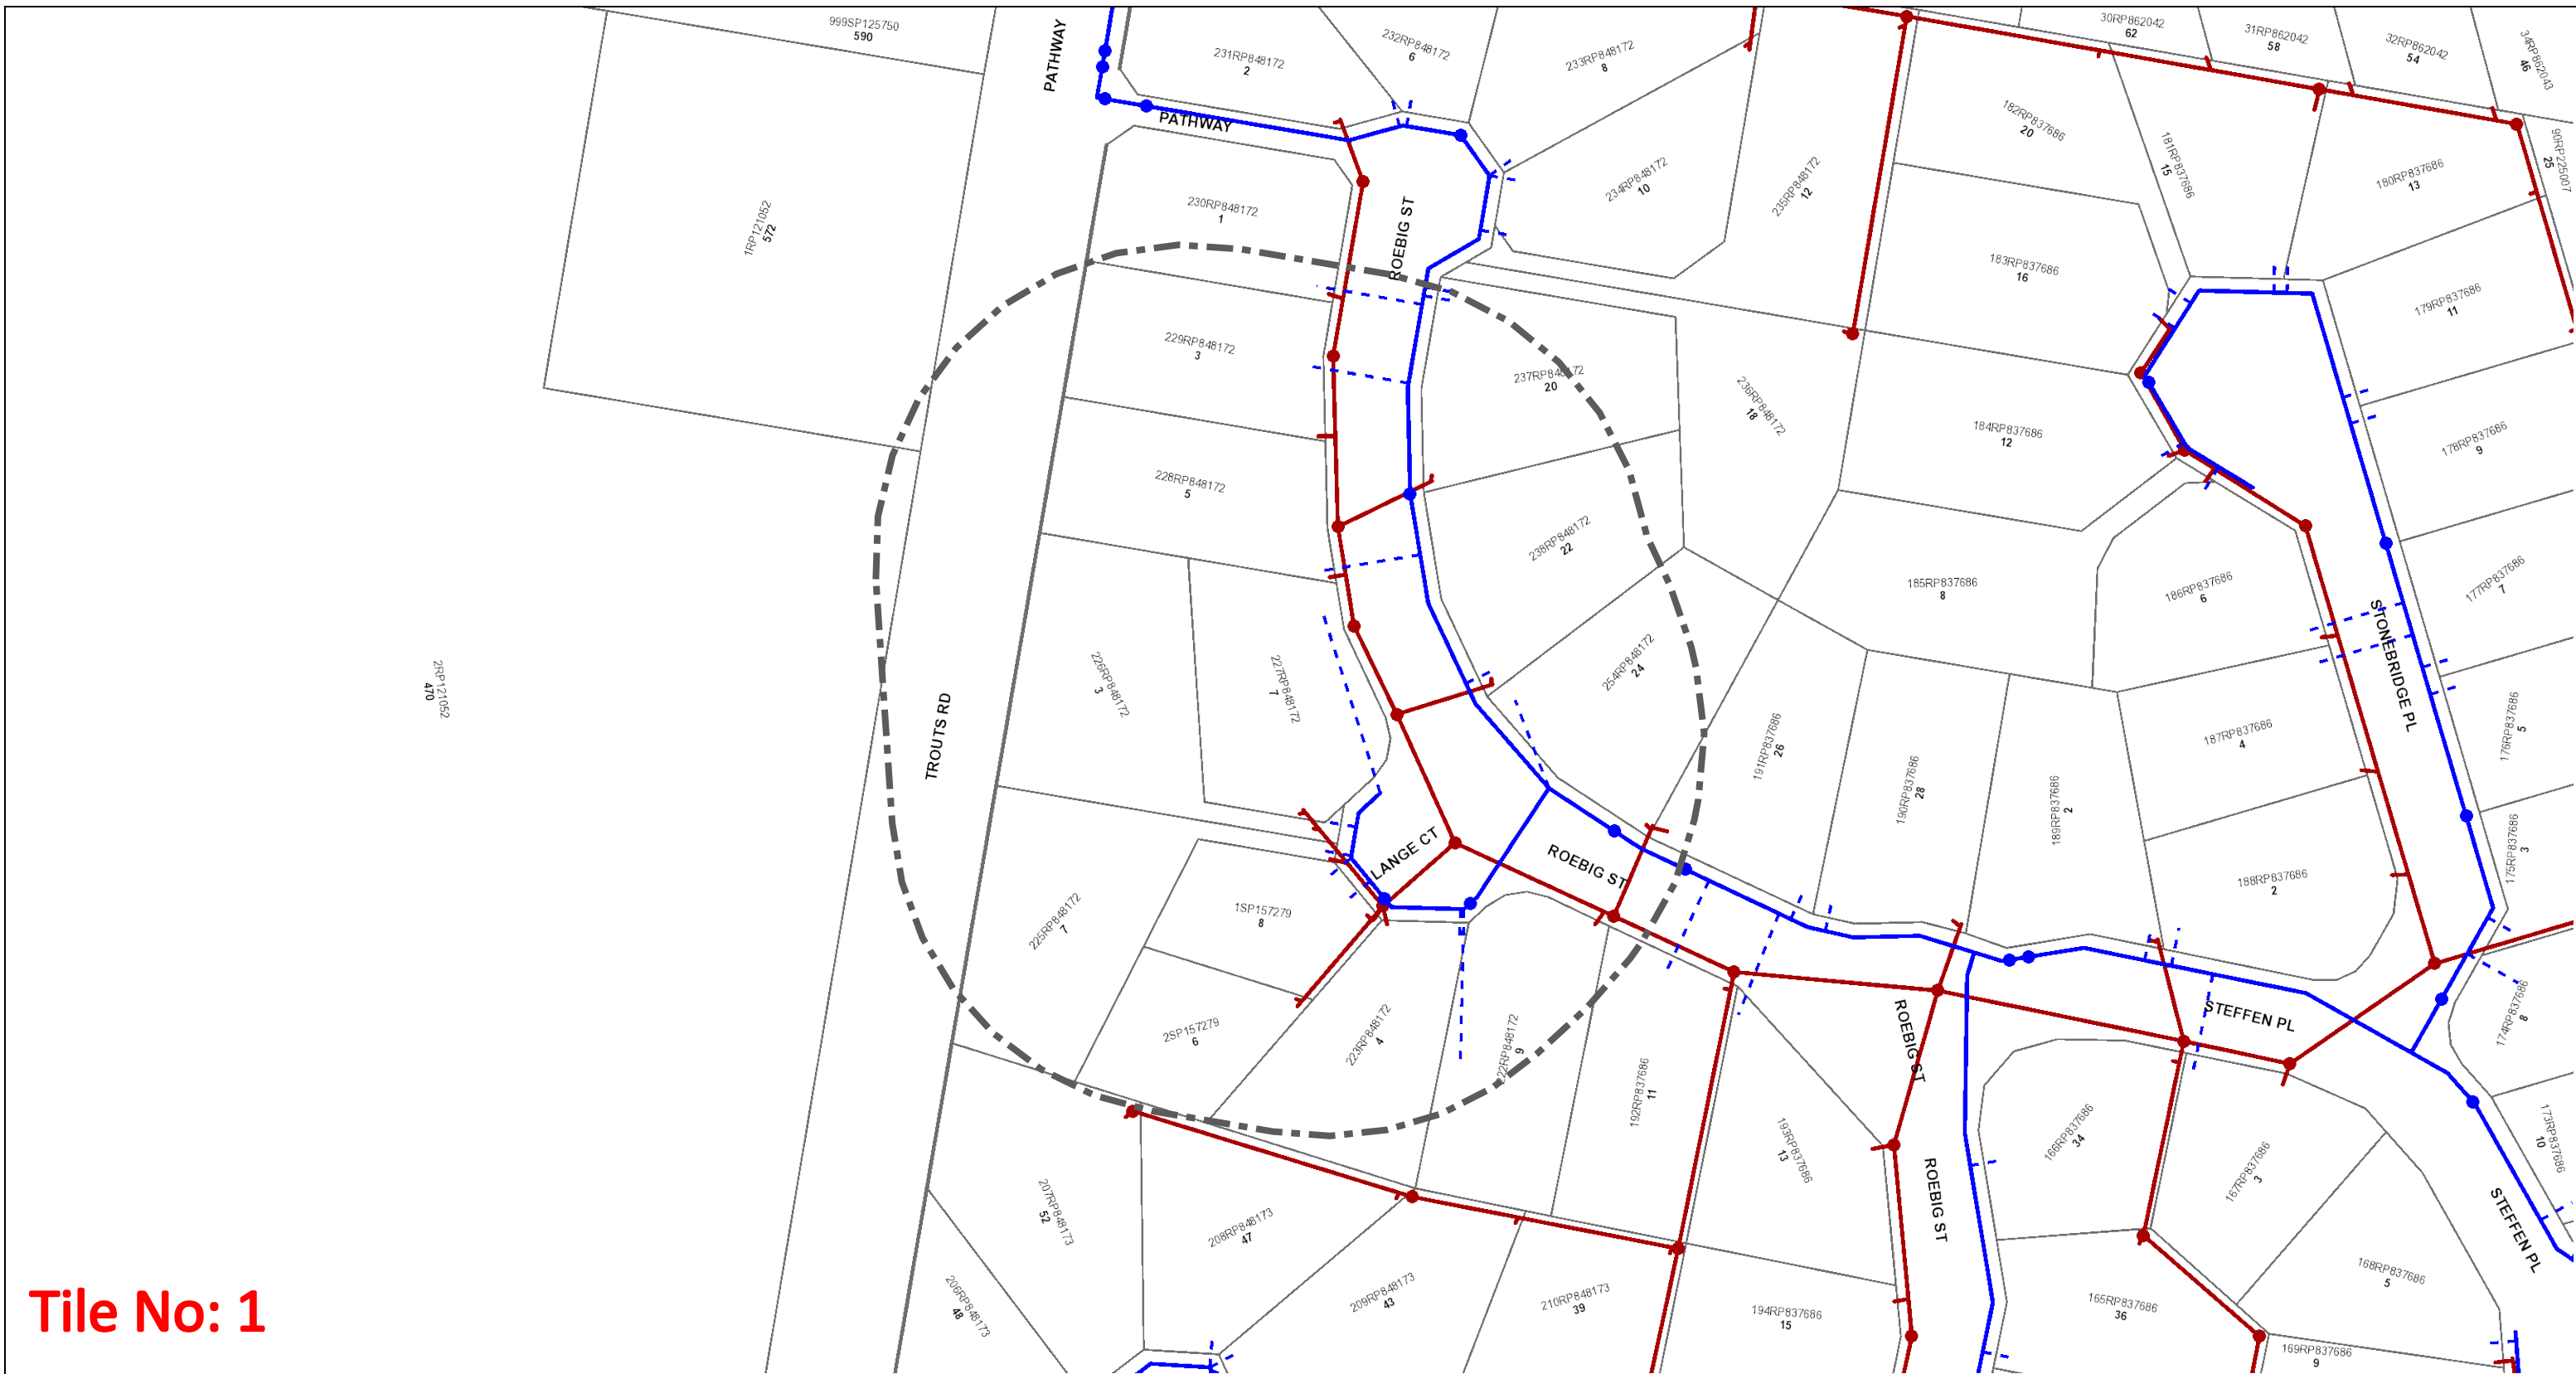 999SP125750
590
PATHWAY
231RP848172
2
232RP848172
6
233RP848172
8
30RP862042
62
31RP862042
58
32RP862042
54
34RP862043
46
PATHWAY
182RP837686
20
181RP837686
15
180RP837686
13
90RP225007
25
1RP121052
572
230RP848172
1
ROEBIG ST
234RP848172
10
235RP848172
12
183RP837686
16
179RP837686
11
229RP848172
3
237RP848172
20
236RP848172
18
184RP837686
12
178RP837686
9
228RP848172
5
238RP848172
22
185RP837686
8
186RP837686
6
177RP837686
7
2RP121052
470
226RP848172
3
227RP848172
7
254RP848172
24
STONEBRIDGE PL
TROUTS RD
191RP837686
26
190RP837686
28
189RP837686
2
187RP837686
4
176RP837686
5
LANGE CT
ROEBIG ST
188RP837686
2
175RP837686
3
225RP848172
7
1SP157279
8
2SP157279
6
223RP848172
4
222RP848172
9
ROEBIG ST
STEFFEN PL
174RP837686
8
192RP837686
11
193RP837686
13
166RP837686
34
167RP837686
3
173RP837686
10
207RP848173
52
208RP848173
47
ROEBIG ST
STEFFEN PL
206RP848173
48
209RP848173
43
210RP848173
39
194RP837686
15
165RP837686
36
168RP837686
5
169RP837686
9
Tile No: 1